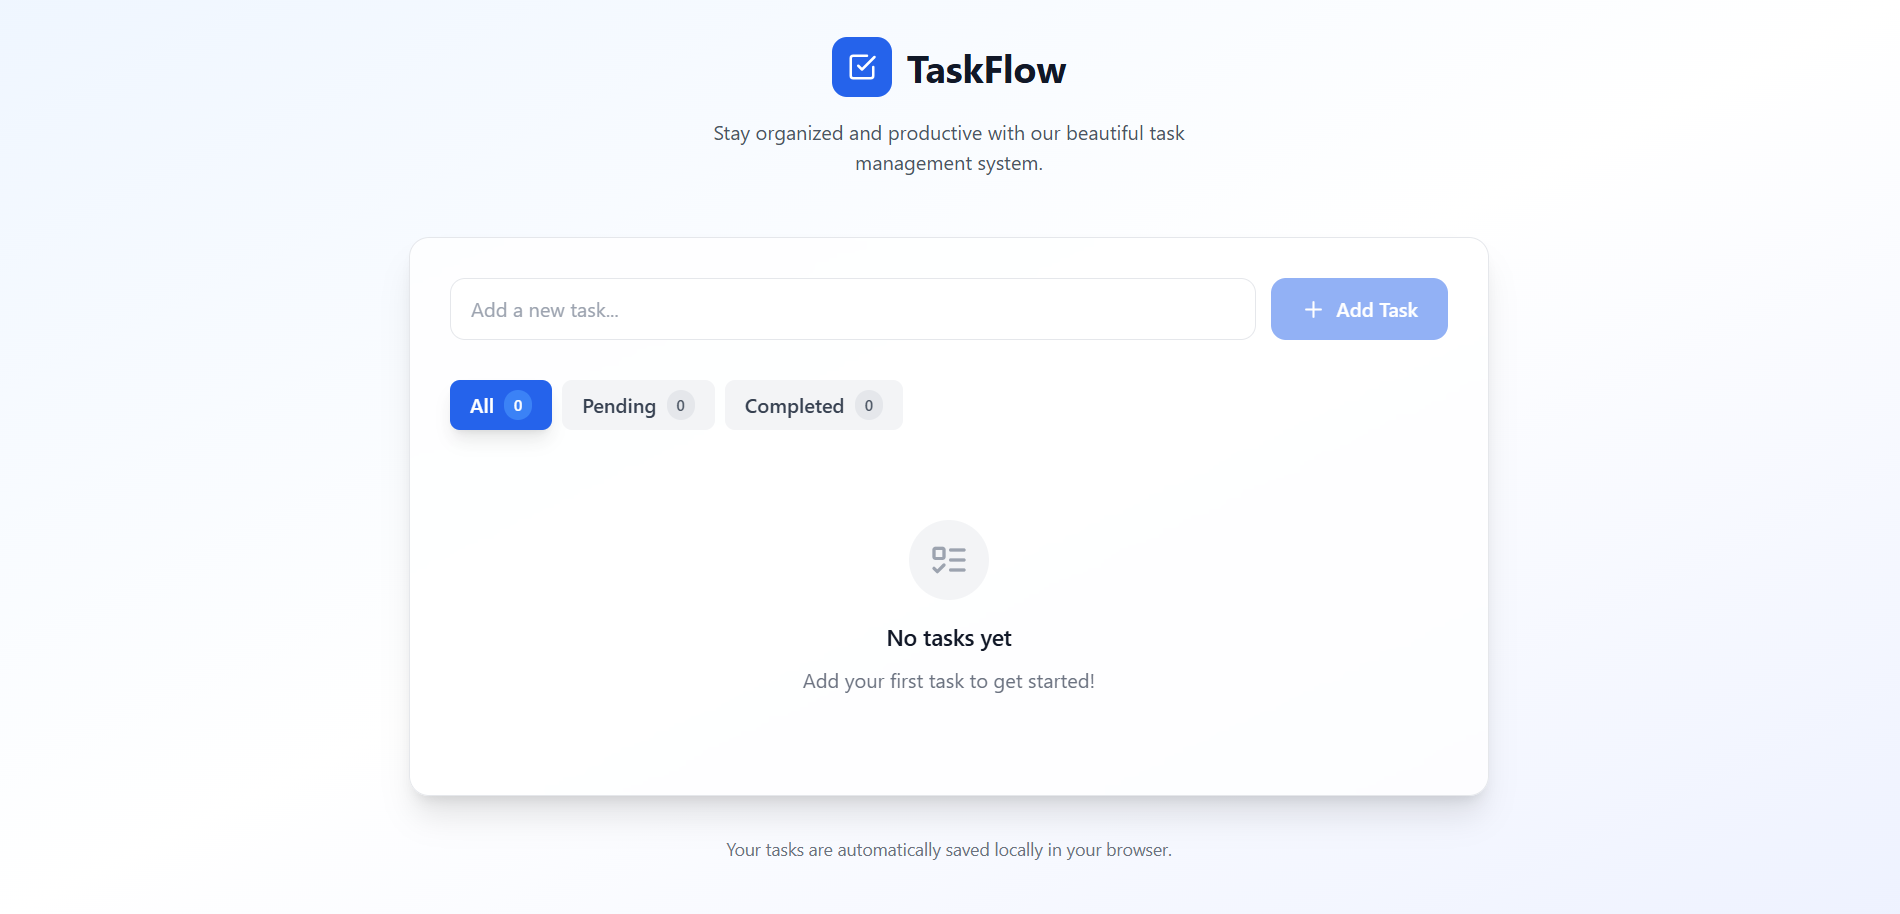 TaskFlow
Stay organized and productive with our beautiful task
management system.
Add a new task...
Add Task
All 0 Pending 0 Completed 0
No tasks yet
Add your first task to get started!
Your tasks are automatically saved locally in your browser.